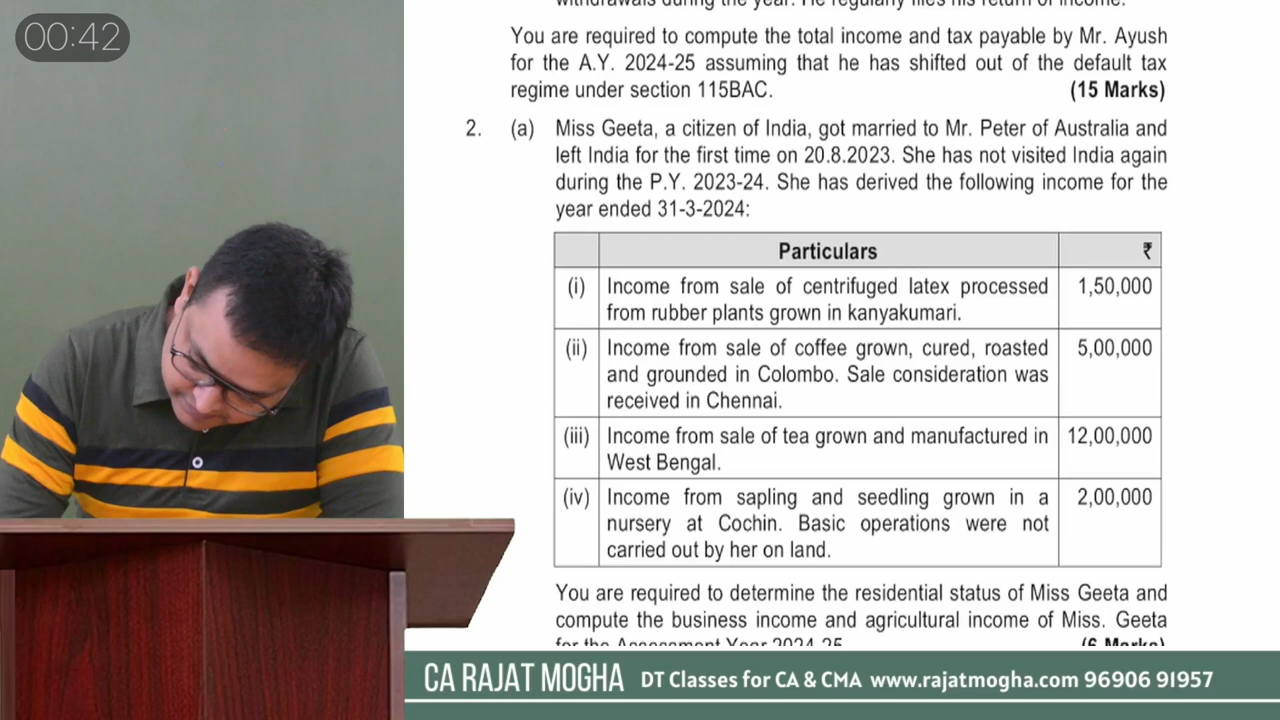 00:42
withdrawals during the year. He regularly files his return of income.
You are required to compute the total income and tax payable by Mr. Ayush
for the A.Y. 2024-25 assuming that he has shifted out of the default tax
regime under section 115BAC. (15 Marks)
2. (a) Miss Geeta, a citizen of India, got married to Mr. Peter of Australia and
left India for the first time on 20.8.2023. She has not visited India again
during the P.Y. 2023-24. She has derived the following income for the
year ended 31-3-2024:
Particulars ₹
(i) Income from sale of centrifuged latex processed 1,50,000
from rubber plants grown in kanyakumari.
(ii) Income from sale of coffee grown, cured, roasted 5,00,000
and grounded in Colombo. Sale consideration was
received in Chennai.
(iii) Income from sale of tea grown and manufactured in 12,00,000
West Bengal.
(iv) Income from sapling and seedling grown in a 2,00,000
nursery at Cochin. Basic operations were not
carried out by her on land.
You are required to determine the residential status of Miss Geeta and
compute the business income and agricultural income of Miss. Geeta
for the Assessment Year 2024-25. (6 Marks)
CA RAJAT MOGHA DT Classes for CA & CMA www.rajatmogha.com 96906 91957